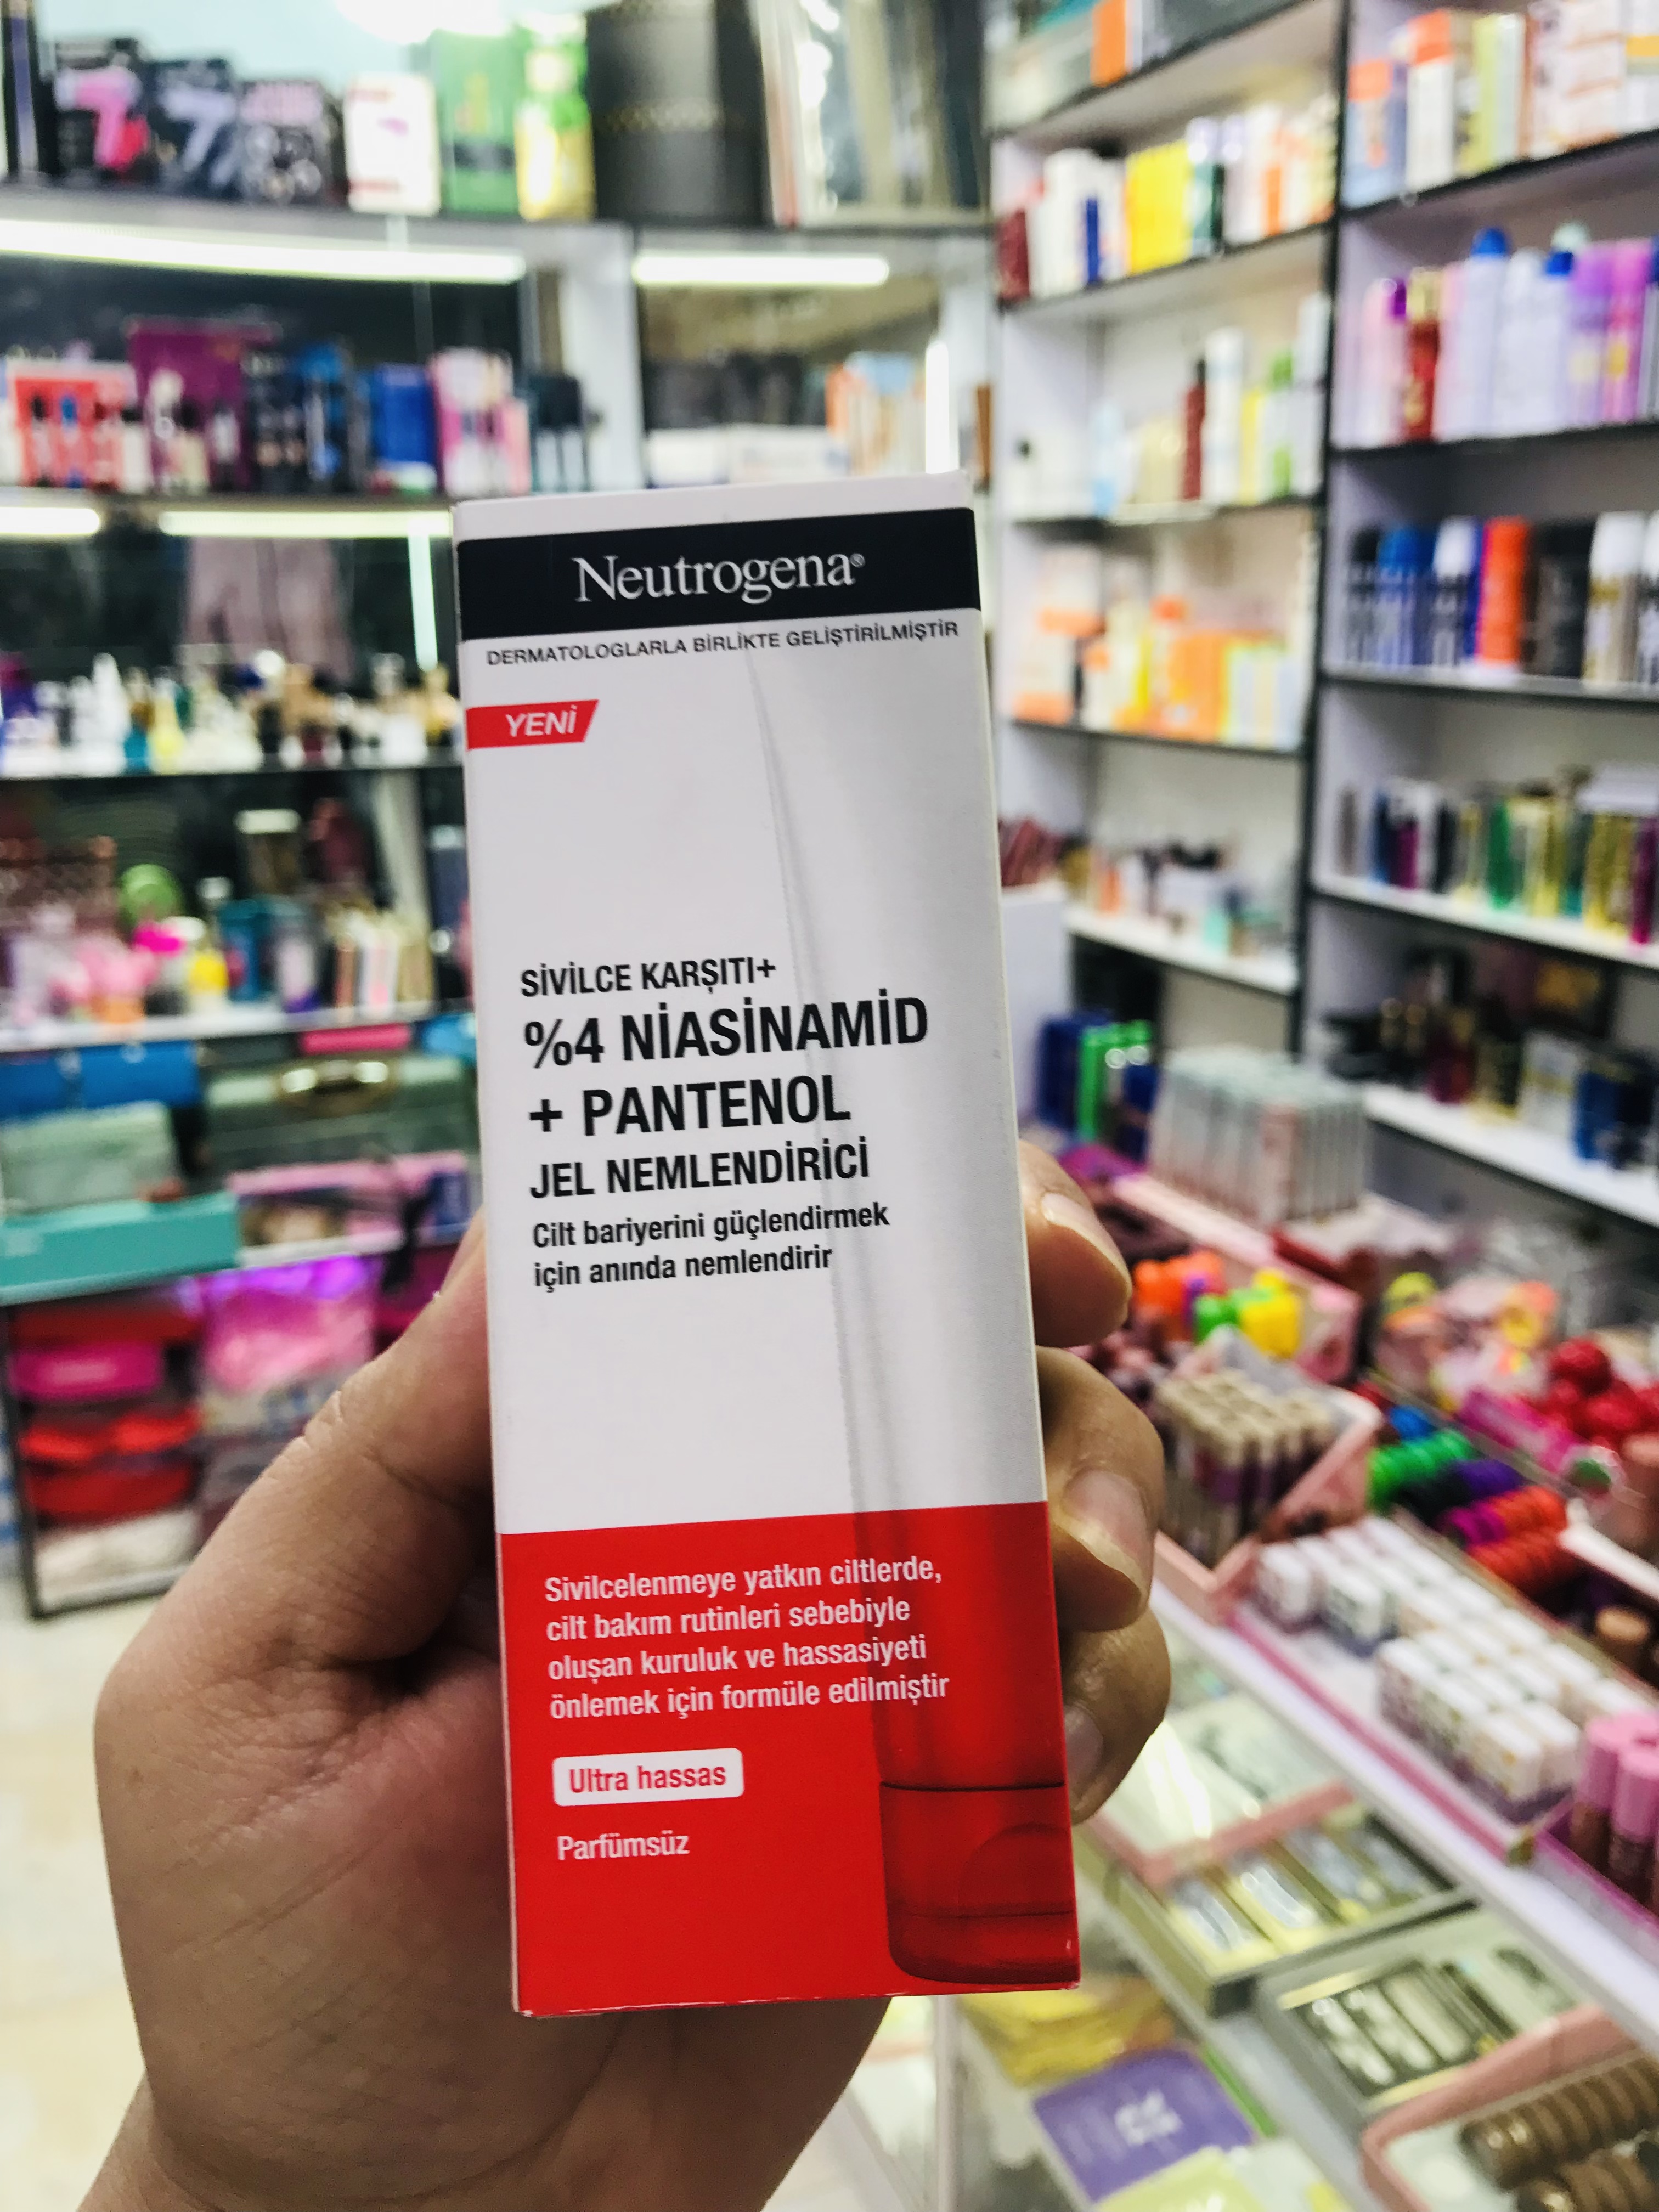 Neutrogena®
DERMATOLOGLARLA BİRLİKTE GELİŞTİRİLMİŞTİR
YENİ
SİVİLCE KARŞITI+
%4 NİASİNAMİD
+ PANTENOL
JEL NEMLENDİRİCİ
Cilt bariyerini güçlendirmek
için anında nemlendirir
Sivilcelenmeye yatkın ciltlerde,
cilt bakım rutinleri sebebiyle
oluşan kuruluk ve hassasiyeti
önlemek için formüle edilmiştir
Ultra hassas
Parfümsüz